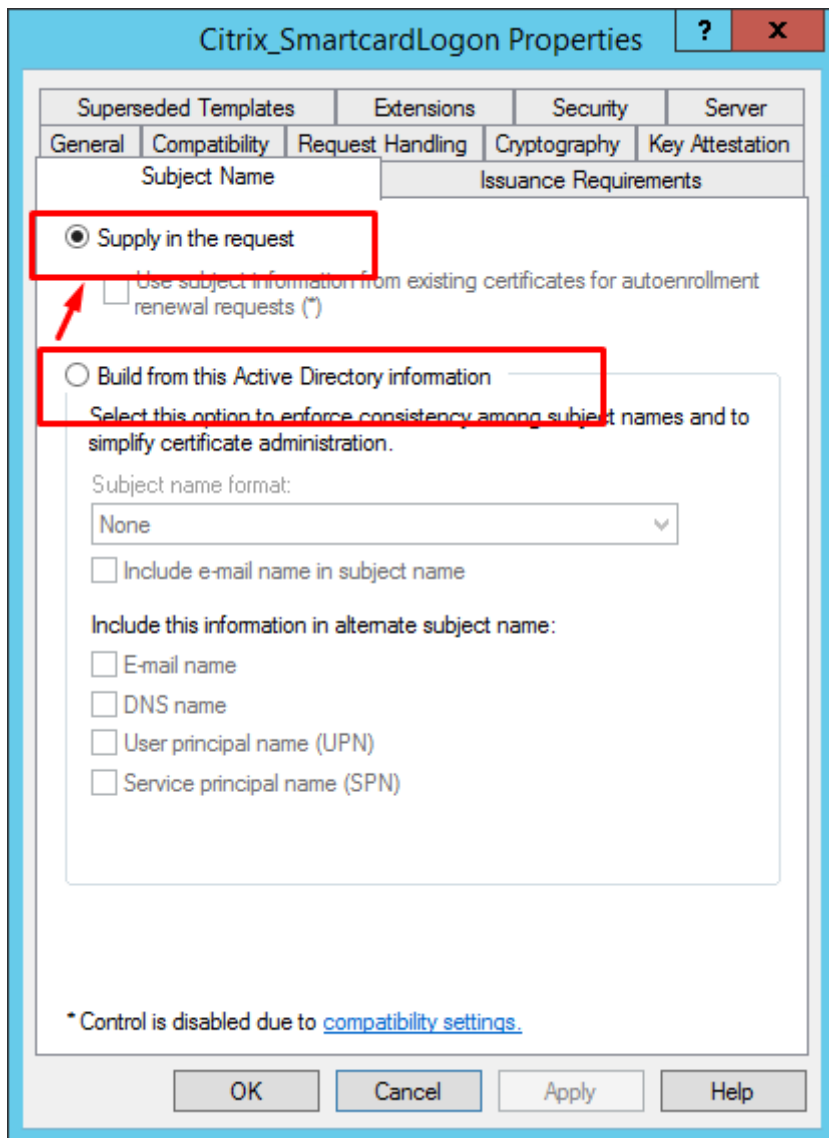 Citrix_SmartcardLogon Properties
?
x
Superseded Templates Extensions Security Server
General Compatibility Request Handling Cryptography Key Attestation
Subject Name Issuance Requirements
Supply in the request
Use subject information from existing certificates for autoenrollment
renewal requests (*)
Build from this Active Directory information
Select this option to enforce consistency among subject names and to
simplify certificate administration.
Subject name format:
None
Include e-mail name in subject name
Include this information in alternate subject name:
E-mail name
DNS name
User principal name (UPN)
Service principal name (SPN)
* Control is disabled due to compatibility settings.
OK Cancel Apply Help